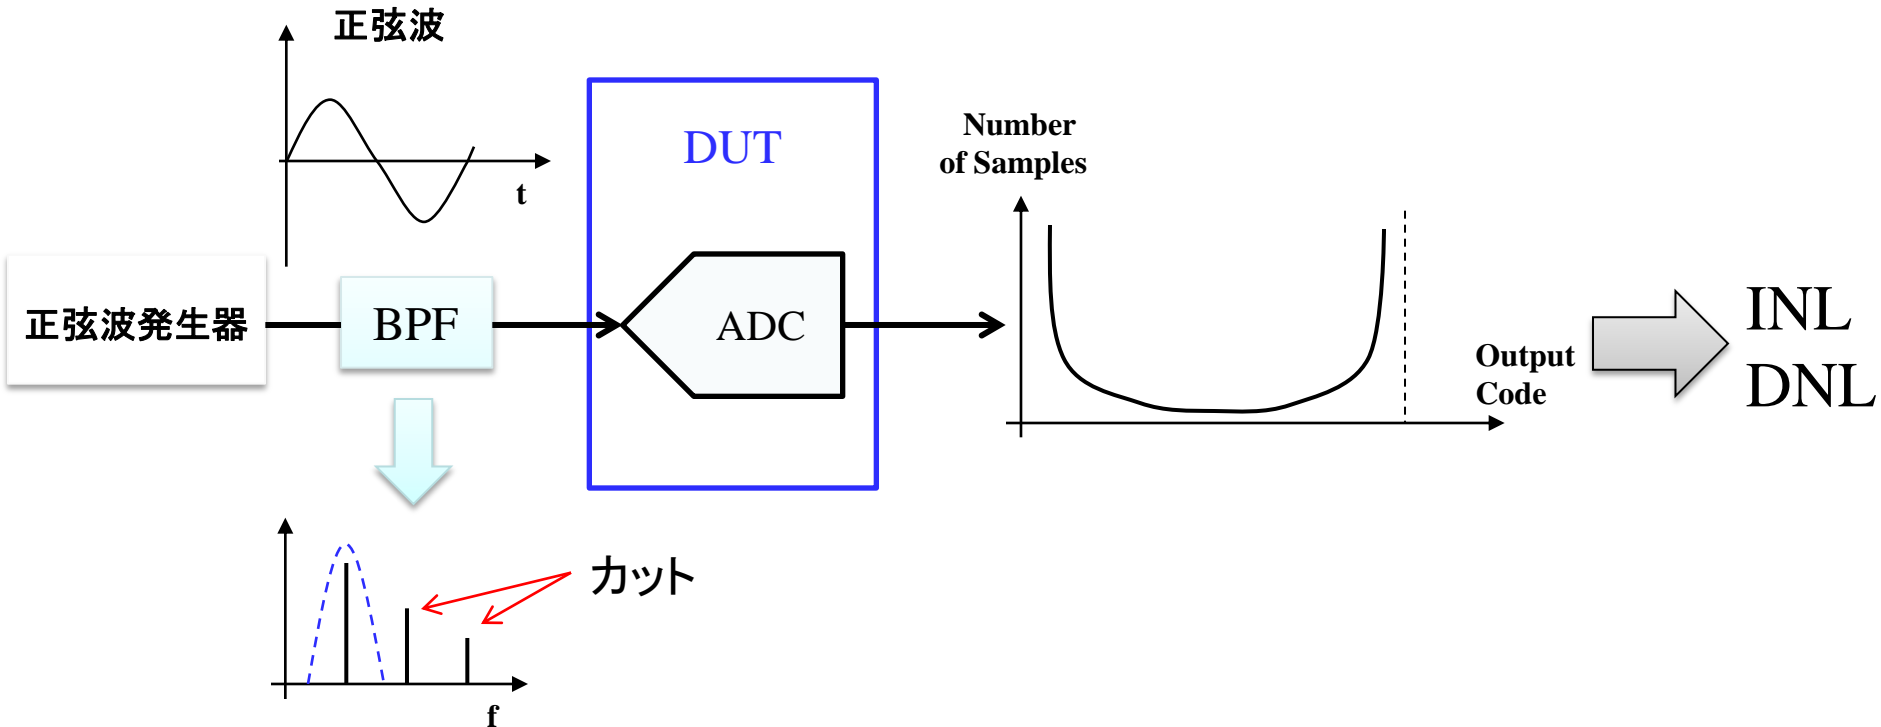 正弦波
t
正弦波発生器
BPF
DUT
ADC
Number
of Samples
Output
Code
INL
DNL
カット
f